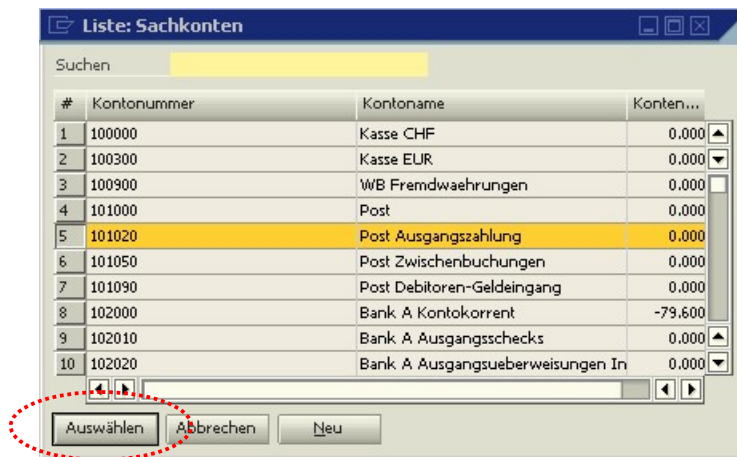 Liste: Sachkonten
Suchen
# Kontonummer Kontoname Konten...
1 100000 Kasse CHF 0.000
2 100300 Kasse EUR 0.000
3 100900 WB Fremdwaehrungen 0.000
4 101000 Post 0.000
5 101020 Post Ausgangszahlung 0.000
6 101050 Post Zwischenbuchungen 0.000
7 101090 Post Debitoren-Geldeingang 0.000
8 102000 Bank A Kontokorrent -79.600
9 102010 Bank A Ausgangsschecks 0.000
10 102020 Bank A Ausgangsueberweisungen In 0.000
Auswählen Abbrechen Neu